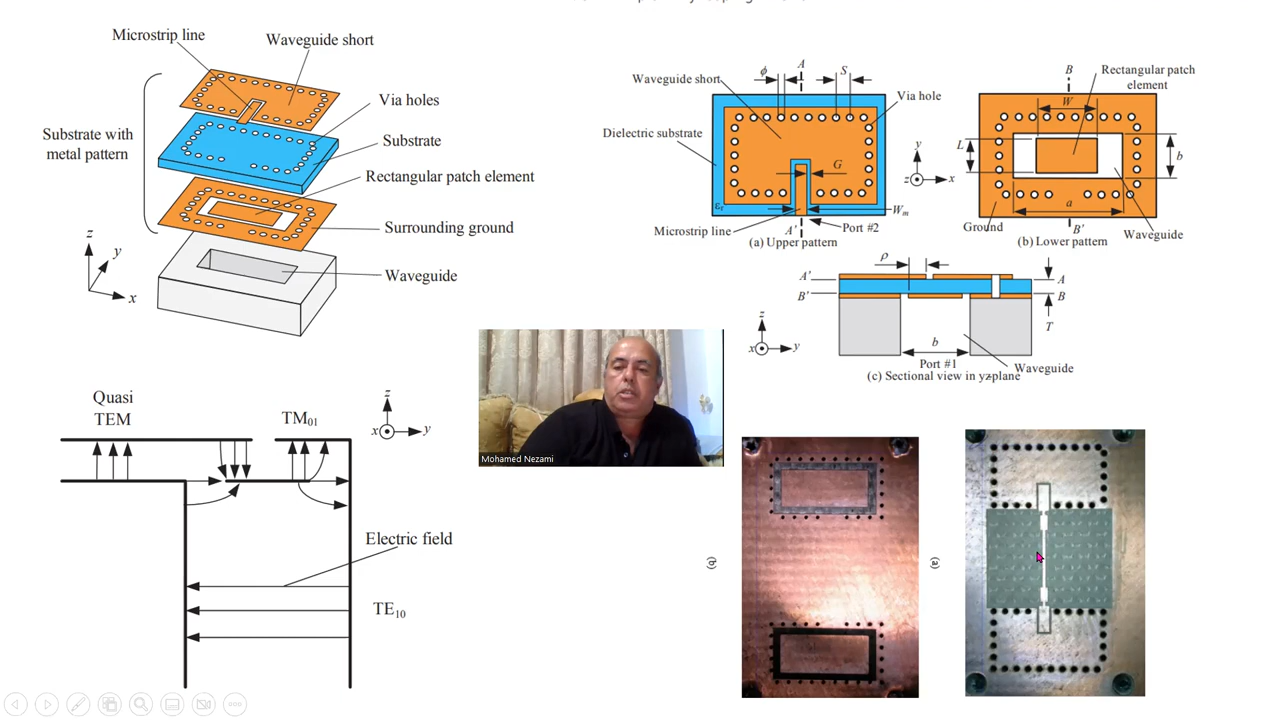 Microstrip line
Waveguide short
Via holes
Substrate with
metal pattern
Substrate
Rectangular patch element
Surrounding ground
Waveguide
z
y
x
Waveguide short
ϕ
A
S
Via hole
Dielectric substrate
G
εr
Wm
Microstrip line
A'
Port #2
(a) Upper pattern
y
z
x
B
Rectangular patch
element
W
L
b
a
Ground
B'
Waveguide
(b) Lower pattern
ρ
A'
A
B'
B
T
z
x
y
b
Port #1
Waveguide
(c) Sectional view in yz-plane
Quasi
TEM
TM01
z
x
y
Electric field
TE10
Mohamed Nezami
(b)
(a)